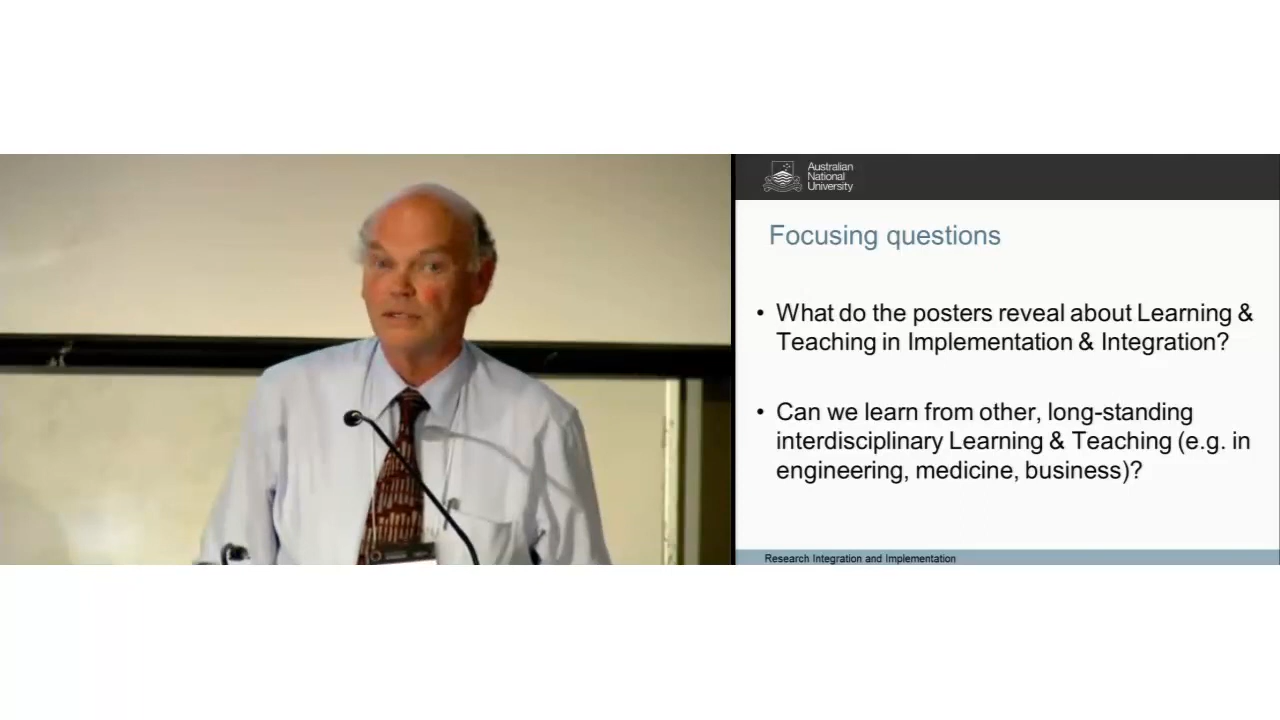 Australian
National
University
Focusing questions
• What do the posters reveal about Learning &
Teaching in Implementation & Integration?
• Can we learn from other, long-standing
interdisciplinary Learning & Teaching (e.g. in
engineering, medicine, business)?
Research Integration and Implementation